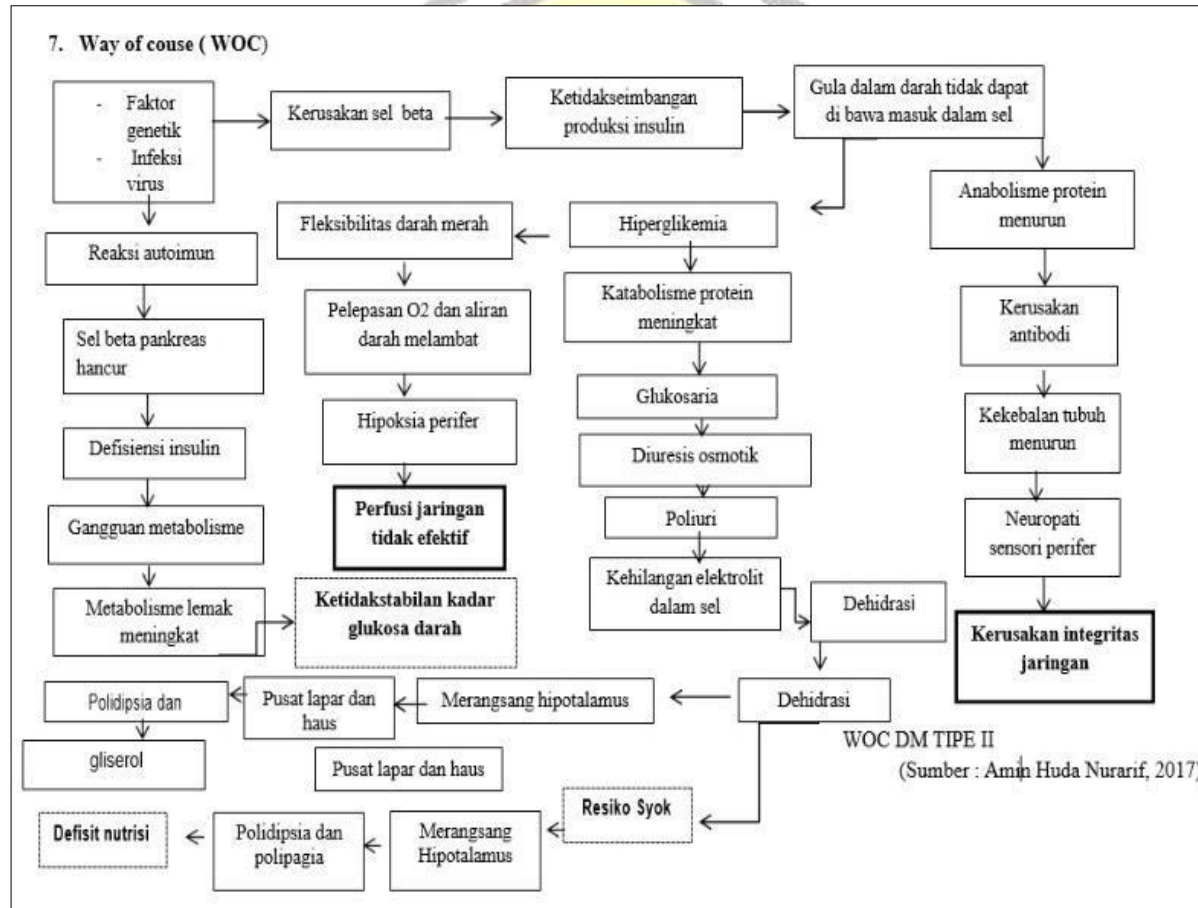 7. Way of couse ( WOC)
- Faktor
genetik
- Infeksi
virus
Kerusakan sel beta
Ketidakseimbangan
produksi insulin
Gula dalam darah tidak dapat
di bawa masuk dalam sel
Anabolisme protein
menurun
Fleksibilitas darah merah
Hiperglikemia
Reaksi autoimun
Katabolisme protein
meningkat
Kerusakan
antibodi
Pelepasan O2 dan aliran
darah melambat
Sel beta pankreas
hancur
Glukosaria
Hipoksia perifer
Kekebalan tubuh
menurun
Defisiensi insulin
Diuresis osmotik
Perfusi jaringan
tidak efektif
Poliuri
Neuropati
sensori perifer
Gangguan metabolisme
Kehilangan elektrolit
dalam sel
Metabolisme lemak
meningkat
Ketidakstabilan kadar
glukosa darah
Dehidrasi
Kerusakan integritas
jaringan
Polidipsia dan
Pusat lapar dan
haus
Merangsang hipotalamus
Dehidrasi
gliserol
Pusat lapar dan haus
WOC DM TIPE II
(Sumber : Amin Huda Nurarif, 2017)
Resiko Syok
Defisit nutrisi
Polidipsia dan
polipagia
Merangsang
Hipotalamus